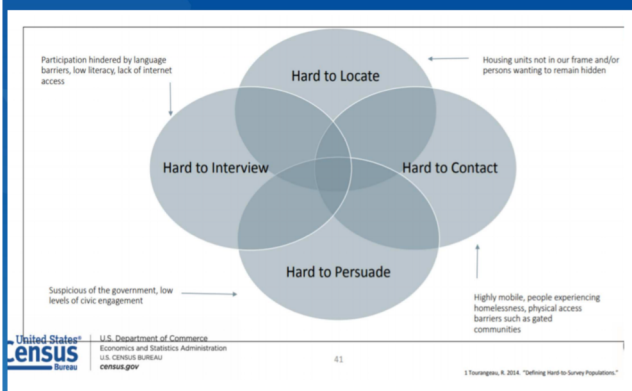 Participation hindered by language
barriers, low literacy, lack of internet
access
Hard to Locate
Housing units not in our frame and/or
persons wanting to remain hidden
Hard to Interview
Hard to Contact
Hard to Persuade
Suspicious of the government, low
levels of civic engagement
Highly mobile, people experiencing
homelessness, physical access
barriers such as gated
communities
United States®
Census
Bureau
U.S. Department of Commerce
Economics and Statistics Administration
U.S. CENSUS BUREAU
census.gov
41
1 Tourangeau, R. 2014. "Defining Hard-to-Survey Populations."